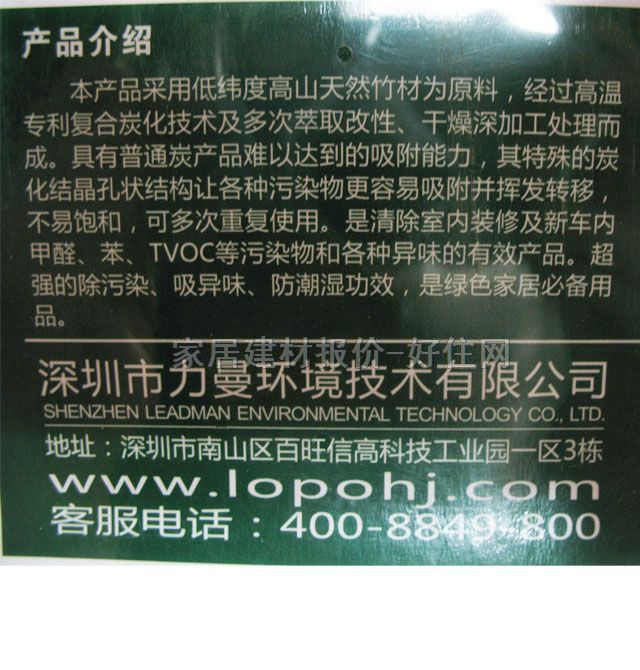 产品介绍
本产品采用低纬度高山天然竹材为原料，经过高温
专利复合炭化技术及多次萃取改性、干燥深加工处理而
成。具有普通炭产品难以达到的吸附能力，其特殊的炭
化结晶孔状结构让各种污染物更容易吸附并挥发转移，
不易饱和，可多次重复使用。是清除室内装修及新车内
甲醛、苯、TVOC等污染物和各种异味的有效产品。超
强的除污染、吸异味、防潮湿功效，是绿色家居必备用
品。
家居建材报价-好住网
深圳市力曼环境技术有限公司
SHENZHEN LEADMAN ENVIRONMENTAL TECHNOLOGY CO., LTD.
地址：深圳市南山区百旺信高科技工业园一区3栋
www.lopohj.com
客服电话：400-8849-800